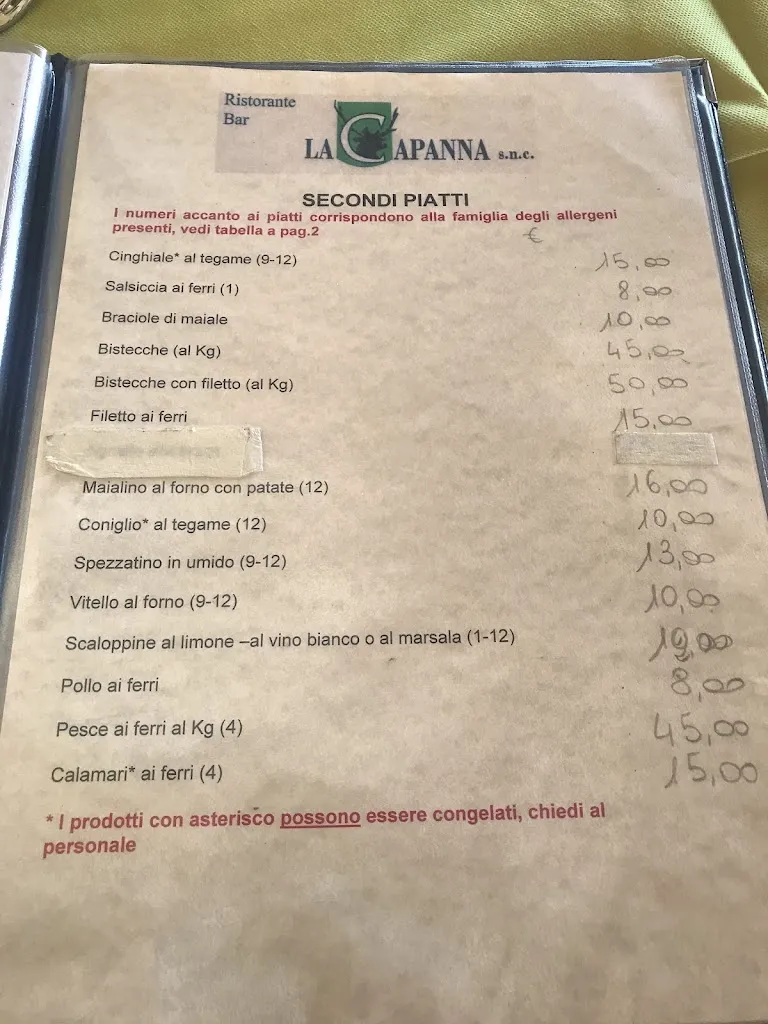 Ristorante
Bar
LA CAPANNA s.n.c.
SECONDI PIATTI
I numeri accanto ai piatti corrispondono alla famiglia degli allergeni
presenti, vedi tabella a pag.2
€
Cinghiale* al tegame (9-12) 15,00
Salsiccia ai ferri (1) 8,00
Braciole di maiale 10,00
Bistecche (al Kg) 45,00
Bistecche con filetto (al Kg) 50,00
Filetto ai ferri 15,00
Maialino al forno con patate (12) 16,00
Coniglio* al tegame (12) 10,00
Spezzatino in umido (9-12) 13,00
Vitello al forno (9-12) 10,00
Scaloppine al limone –al vino bianco o al marsala (1-12)
Pollo ai ferri 8,00
Pesce ai ferri al Kg (4) 45,00
Calamari* ai ferri (4) 15,00
* I prodotti con asterisco possono essere congelati, chiedi al
personale